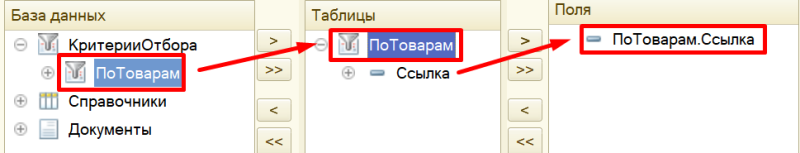 База данных
КритерииОтбора
ПоТоварам
Справочники
Документы
>
>>
<
<<
Таблицы
ПоТоварам
Ссылка
>
>>
<
<<
Поля
ПоТоварам.Ссылка